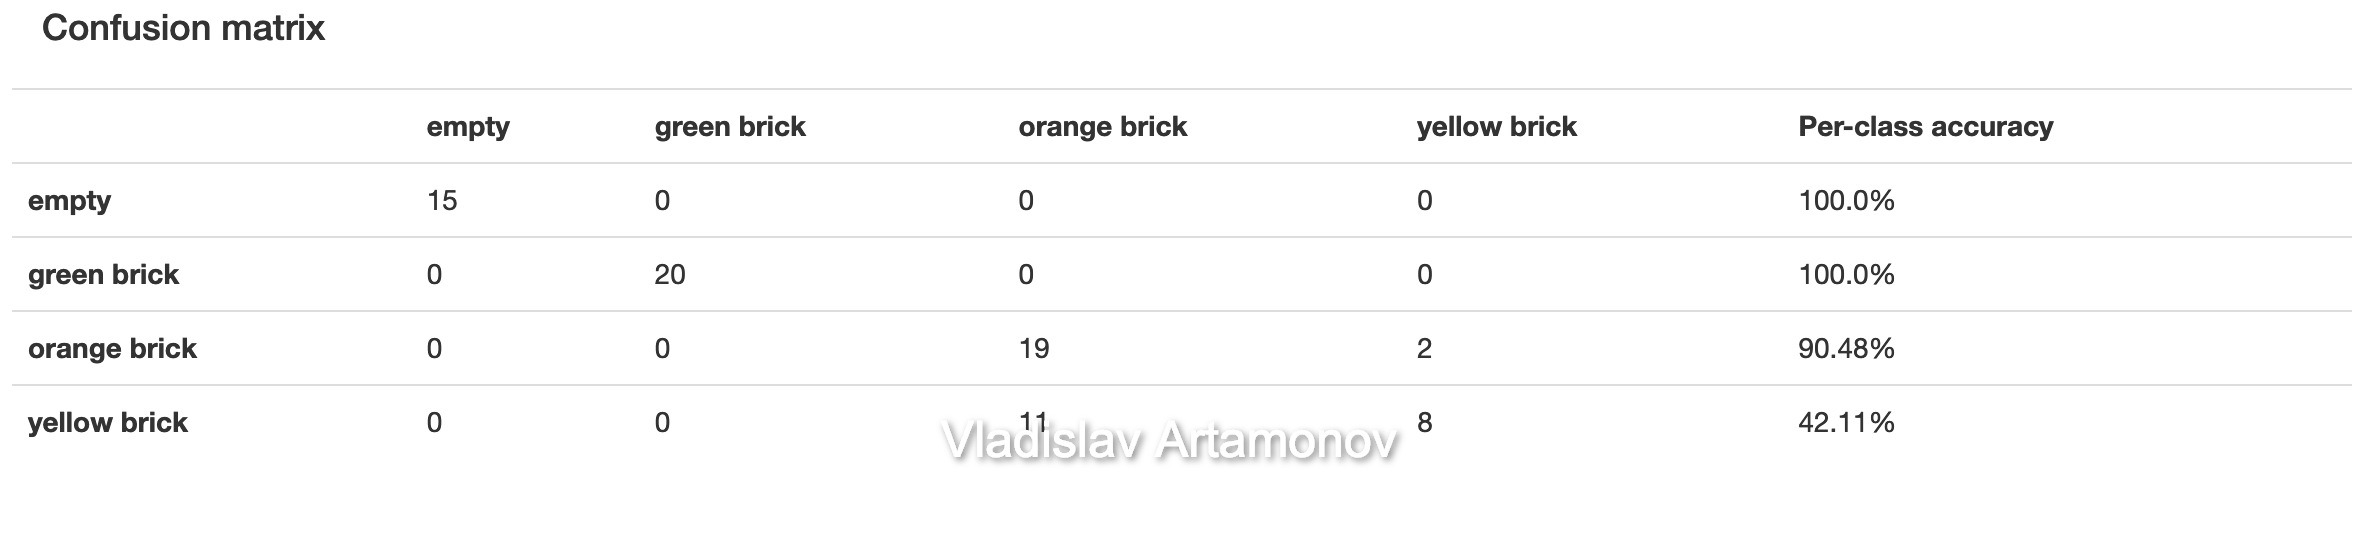 Confusion matrix
empty green brick orange brick yellow brick Per-class accuracy
empty 15 0 0 0 100.0%
green brick 0 20 0 0 100.0%
orange brick 0 0 19 2 90.48%
yellow brick 0 0 11 8 42.11%
Vladislav Artamonov